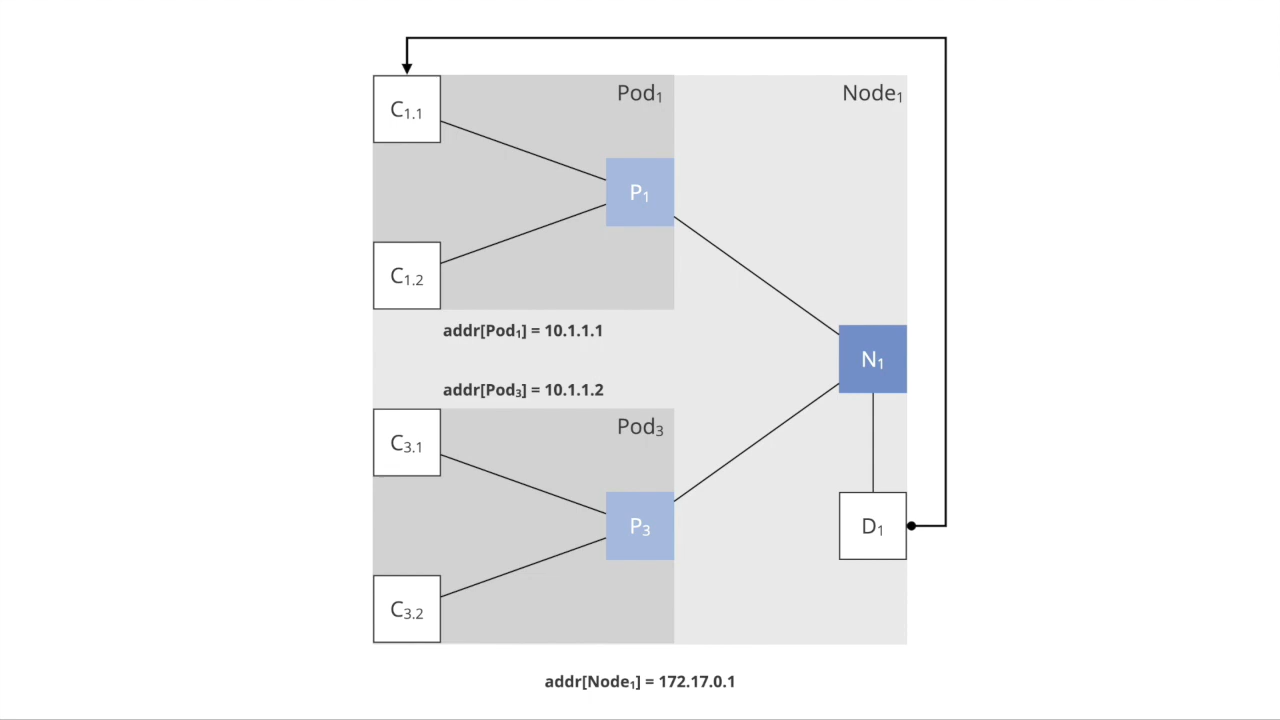 Pod₁
Node₁
C₁.₁
P₁
C₁.₂
addr[Pod₁] = 10.1.1.1
N₁
addr[Pod₃] = 10.1.1.2
Pod₃
C₃.₁
P₃
D₁
C₃.₂
addr[Node₁] = 172.17.0.1